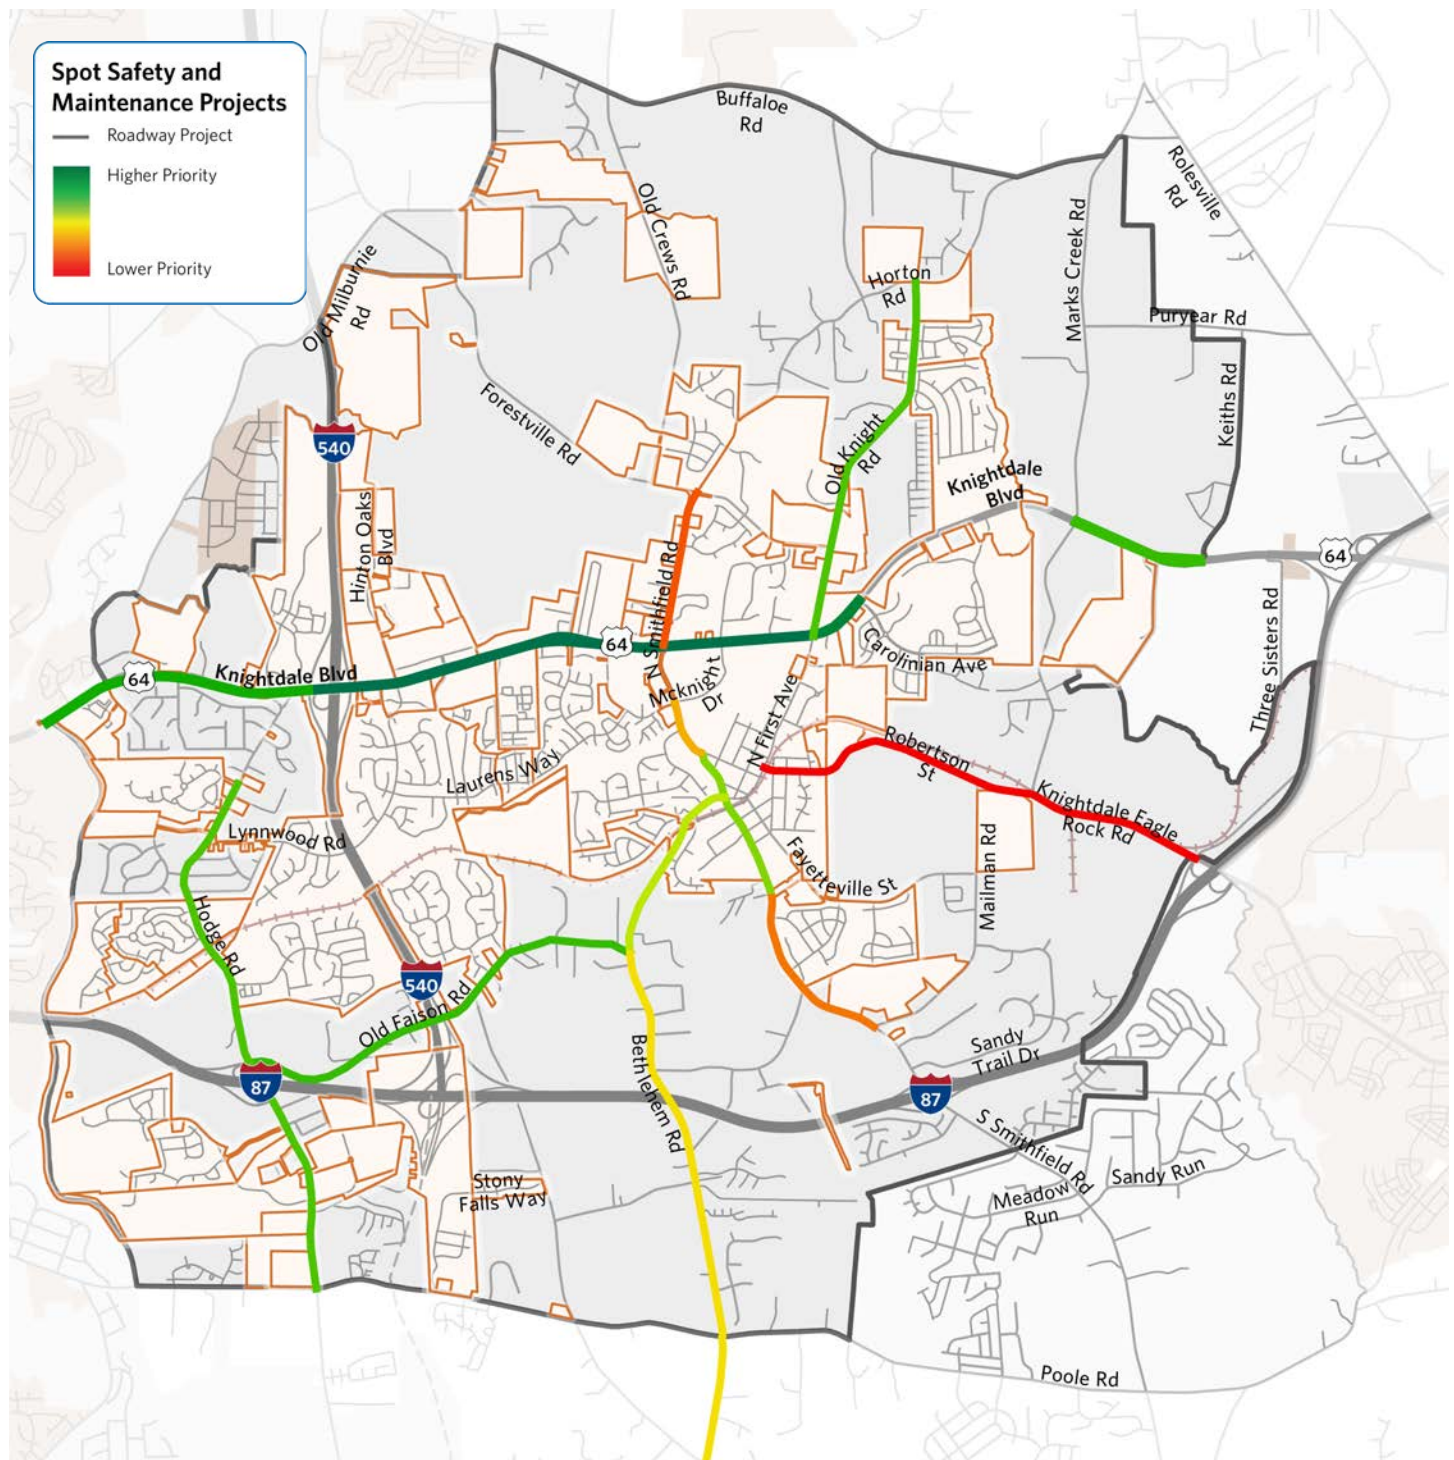 Spot Safety and
Maintenance Projects
Roadway Project
Higher Priority
Lower Priority
Buffaloe
Rd
Rolesville
Rd
Old Crews Rd
Marks Creek Rd
Old Milburnie
Rd
Horton
Rd
Puryear Rd
Keiths Rd
Forestville Rd
540
Old Knight
Rd
Knightdale
Blvd
Hinton Oaks
Blvd
64
N Smithfield Rd
64
Three Sisters Rd
Carolinian Ave
64
Knightdale Blvd
Mcknight
Dr
N First Ave
Robertson
St
Laurens Way
Knightdale Eagle
Rock Rd
Lynnwood Rd
Mailman Rd
Fayetteville St
Hodge Rd
540
Old Faison Rd
Sandy
Trail Dr
Bethlehem Rd
87
87
S Smithfield Rd
Stony
Falls Way
Sandy Run
Meadow
Run
Poole Rd